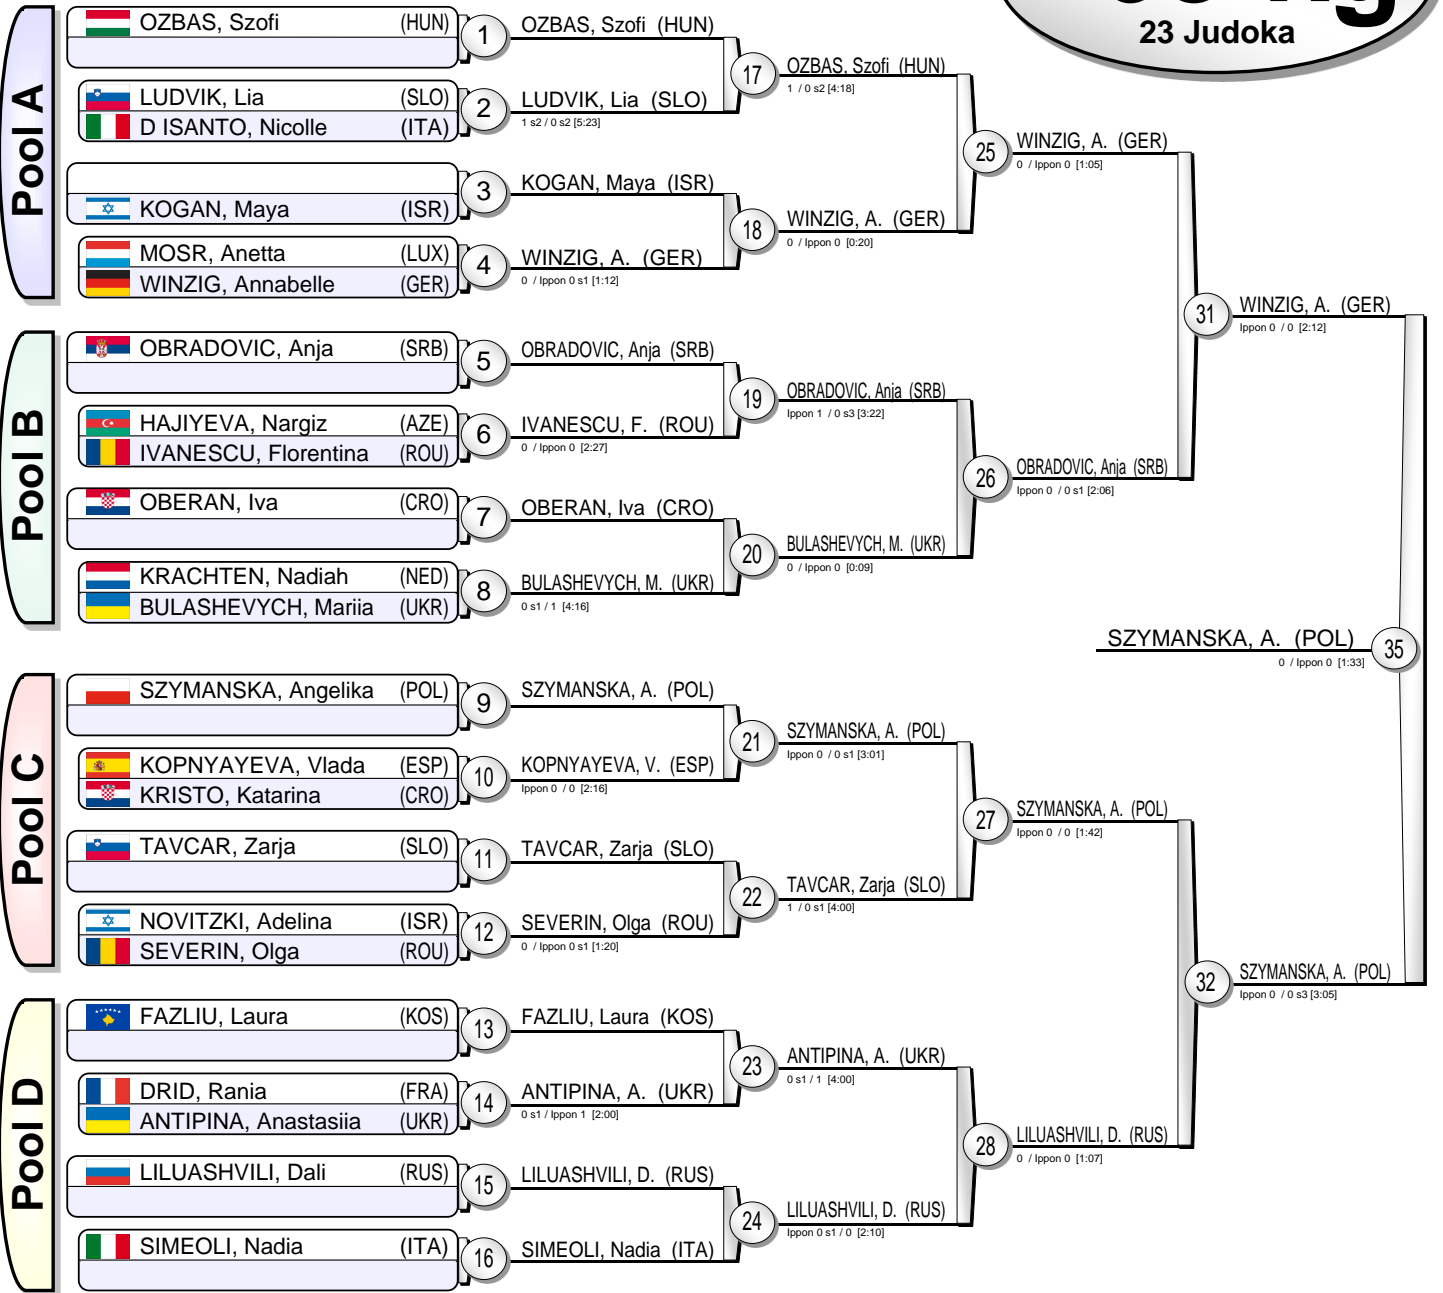 23 Judoka
Pool A
OZBAS, Szofi (HUN)
LUDVIK, Lia (SLO)
D ISANTO, Nicolle (ITA)
KOGAN, Maya (ISR)
MOSR, Anetta (LUX)
WINZIG, Annabelle (GER)
Pool B
OBRADOVIC, Anja (SRB)
HAJIYEVA, Nargiz (AZE)
IVANESCU, Florentina (ROU)
OBERAN, Iva (CRO)
KRACHTEN, Nadiah (NED)
BULASHEVYCH, Mariia (UKR)
Pool C
SZYMANSKA, Angelika (POL)
KOPNYAYEVA, Vlada (ESP)
KRISTO, Katarina (CRO)
TAVCAR, Zarja (SLO)
NOVITZKI, Adelina (ISR)
SEVERIN, Olga (ROU)
Pool D
FAZLIU, Laura (KOS)
DRID, Rania (FRA)
ANTIPINA, Anastasiia (UKR)
LILUASHVILI, Dali (RUS)
SIMEOLI, Nadia (ITA)
1
OZBAS, Szofi (HUN)
2
LUDVIK, Lia (SLO)
1 s2 / 0 s2 [5:23]
3
KOGAN, Maya (ISR)
4
WINZIG, A. (GER)
0 / Ippon 0 s1 [1:12]
5
OBRADOVIC, Anja (SRB)
6
IVANESCU, F. (ROU)
0 / Ippon 0 [2:27]
7
OBERAN, Iva (CRO)
8
BULASHEVYCH, M. (UKR)
0 s1 / 1 [4:16]
9
SZYMANSKA, A. (POL)
10
KOPNYAYEVA, V. (ESP)
Ippon 0 / 0 [2:16]
11
TAVCAR, Zarja (SLO)
12
SEVERIN, Olga (ROU)
0 / Ippon 0 s1 [1:20]
13
FAZLIU, Laura (KOS)
14
ANTIPINA, A. (UKR)
0 s1 / Ippon 1 [2:00]
15
LILUASHVILI, D. (RUS)
16
SIMEOLI, Nadia (ITA)
17
OZBAS, Szofi (HUN)
1 / 0 s2 [4:18]
18
WINZIG, A. (GER)
0 / Ippon 0 [0:20]
19
OBRADOVIC, Anja (SRB)
Ippon 1 / 0 s3 [3:22]
20
BULASHEVYCH, M. (UKR)
0 / Ippon 0 [0:09]
21
SZYMANSKA, A. (POL)
Ippon 0 / 0 s1 [3:01]
22
TAVCAR, Zarja (SLO)
1 / 0 s1 [4:00]
23
ANTIPINA, A. (UKR)
0 s1 / 1 [4:00]
24
LILUASHVILI, D. (RUS)
Ippon 0 s1 / 0 [2:10]
25
WINZIG, A. (GER)
0 / Ippon 0 [1:05]
26
OBRADOVIC, Anja (SRB)
Ippon 0 / 0 s1 [2:06]
27
SZYMANSKA, A. (POL)
Ippon 0 / 0 [1:42]
28
LILUASHVILI, D. (RUS)
0 / Ippon 0 [1:07]
31
WINZIG, A. (GER)
Ippon 0 / 0 [2:12]
32
SZYMANSKA, A. (POL)
Ippon 0 / 0 s3 [3:05]
SZYMANSKA, A. (POL)
35
0 / Ippon 0 [1:33]